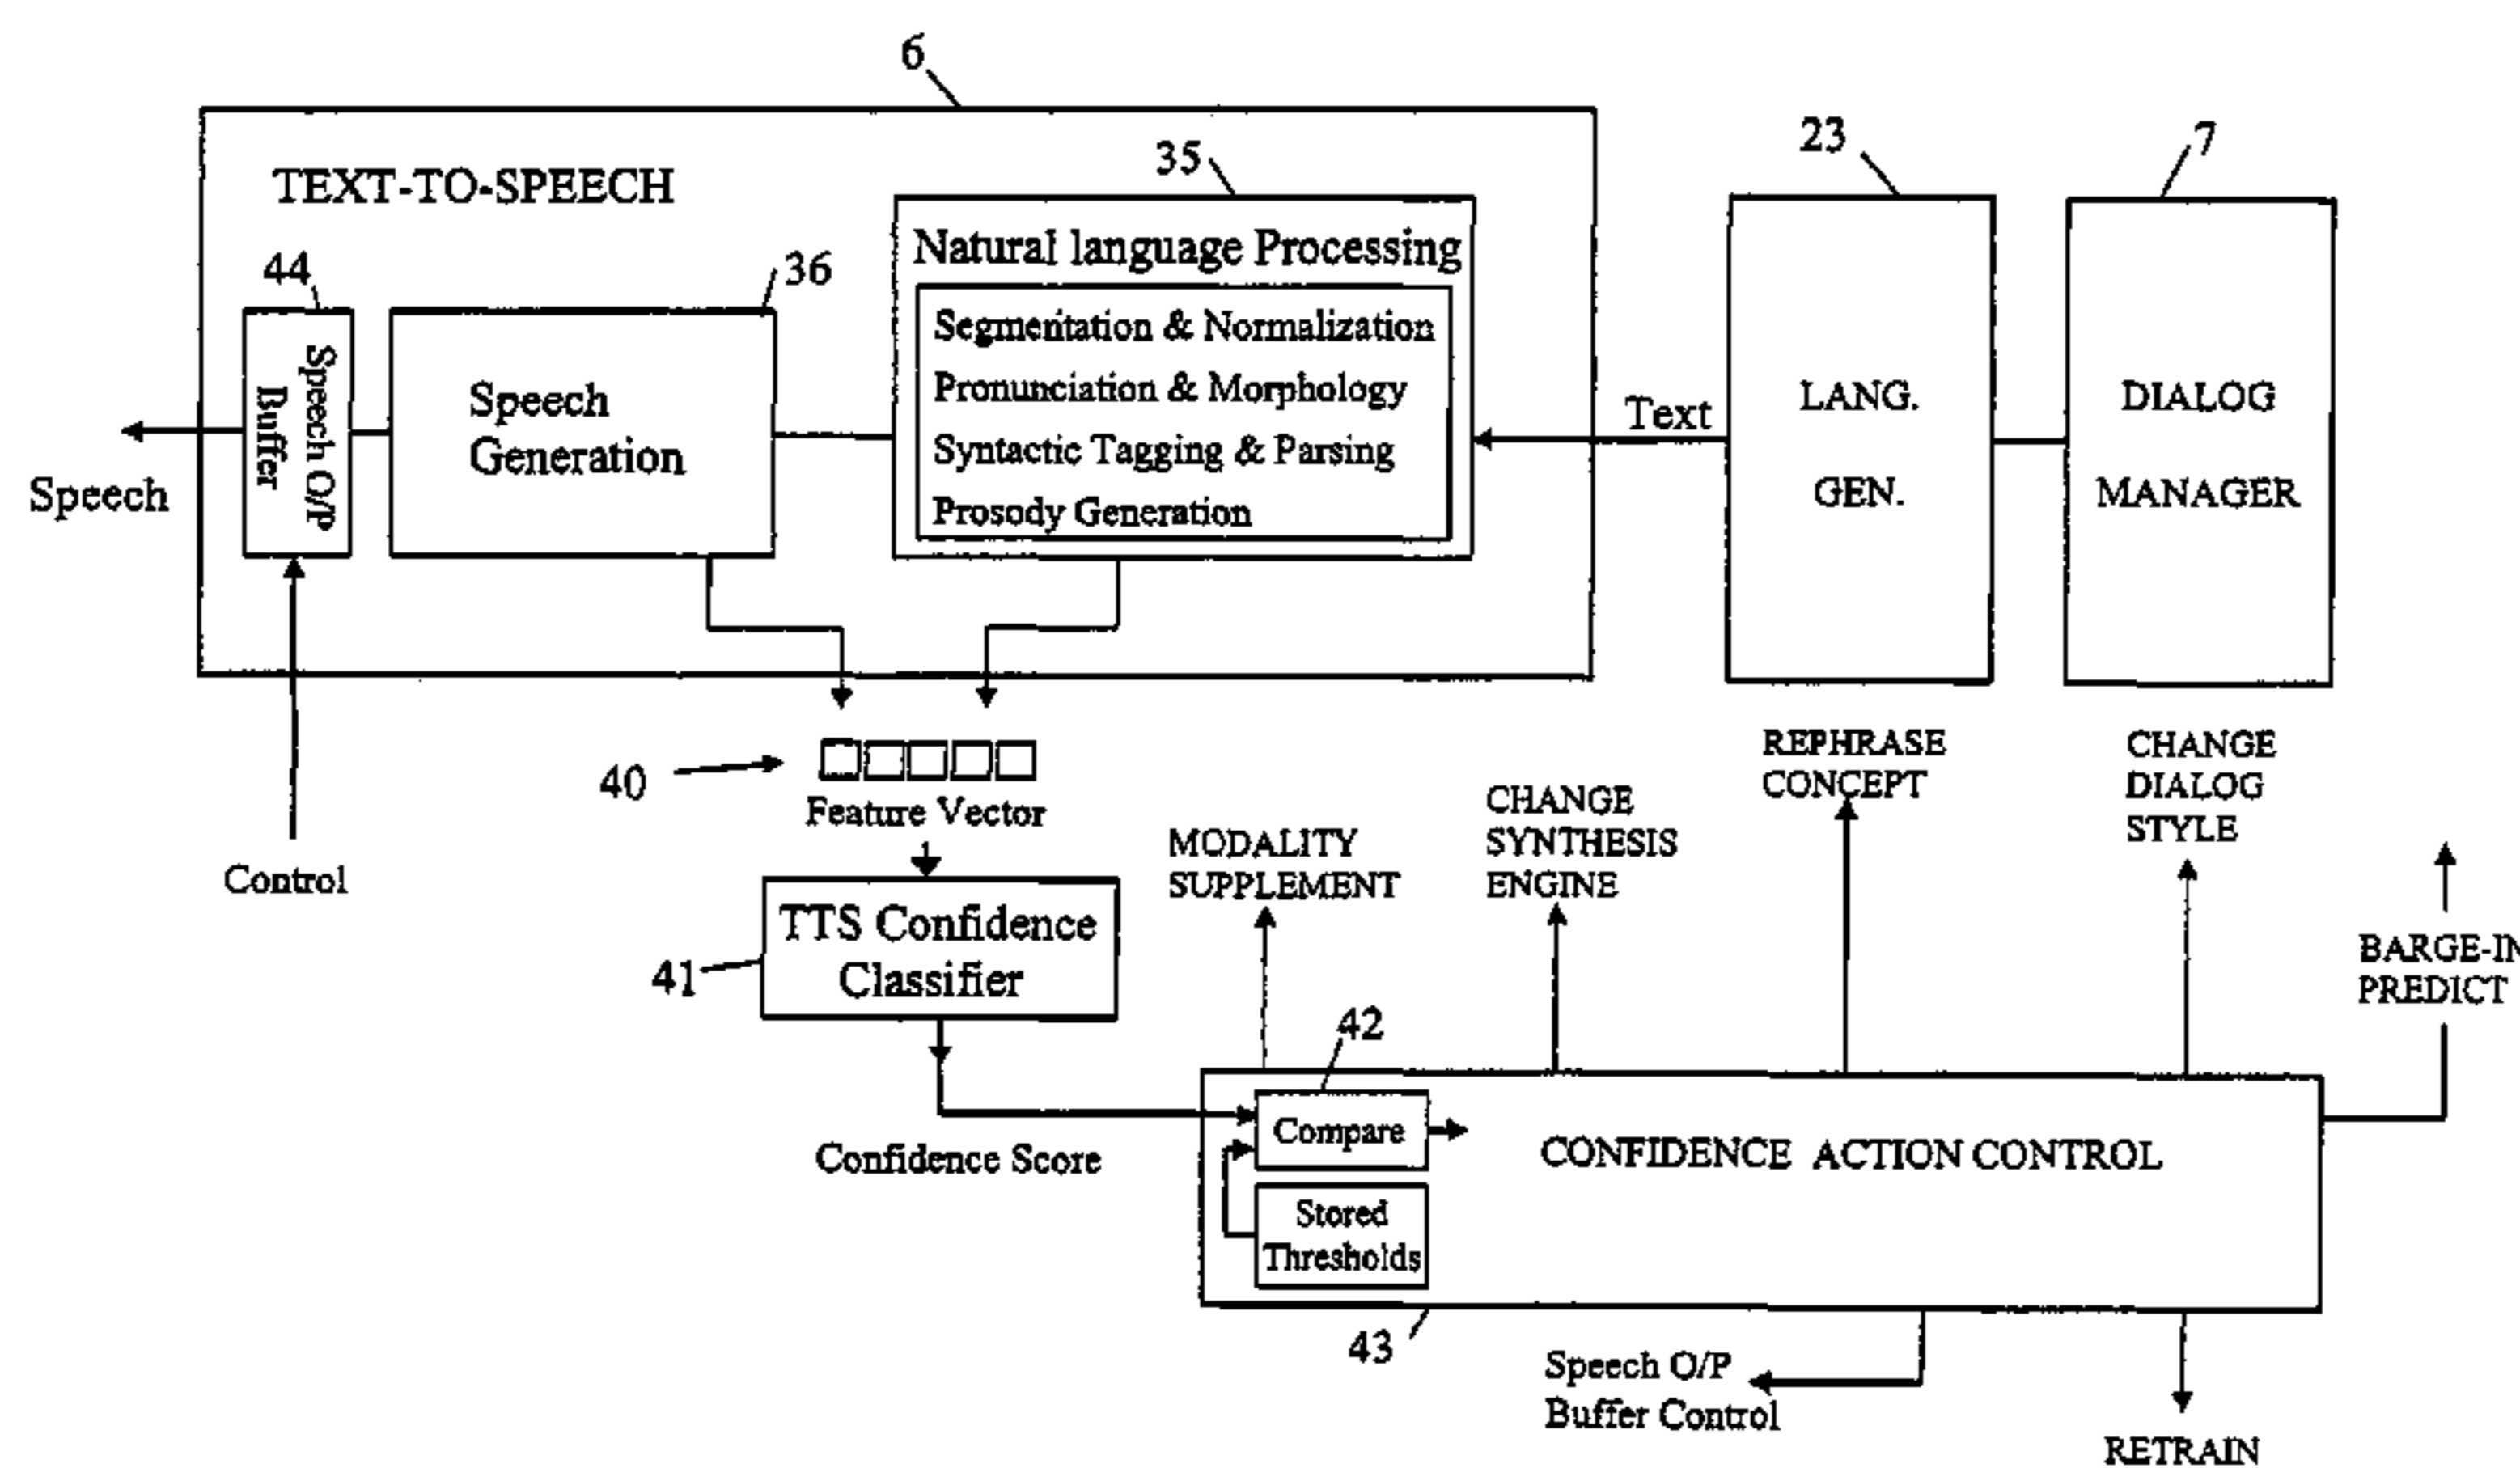 6
TEXT-TO-SPEECH
35
23
7
Natural language Processing
44
36
Segmentation & Normalization
Pronunciation & Morphology
Syntactic Tagging & Parsing
Prosody Generation
Speech O/P
Buffer
Speech
Generation
Text
LANG.
GEN.
DIALOG
MANAGER
Speech
40
Feature Vector
Control
REPHRASE
CONCEPT
CHANGE
DIALOG
STYLE
CHANGE
SYNTHESIS
ENGINE
MODALITY
SUPPLEMENT
TTS Confidence
Classifier
41
BARGE-IN
PREDICT
42
Compare
Confidence Score
CONFIDENCE ACTION CONTROL
Stored
Thresholds
43
Speech O/P
Buffer Control
RETRAIN